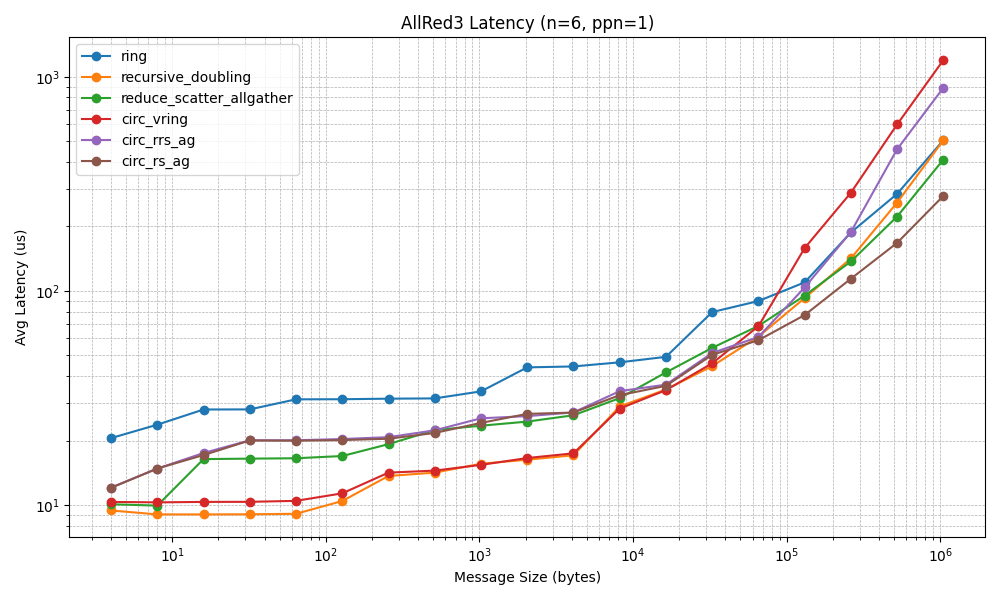 AllRed3 Latency (n=6, ppn=1)
ring
recursive_doubling
reduce_scatter_allgather
circ_vring
circ_rrs_ag
circ_rs_ag
Avg Latency (us)
10³
10²
10¹
10¹ 10² 10³ 10⁴ 10⁵ 10⁶
Message Size (bytes)